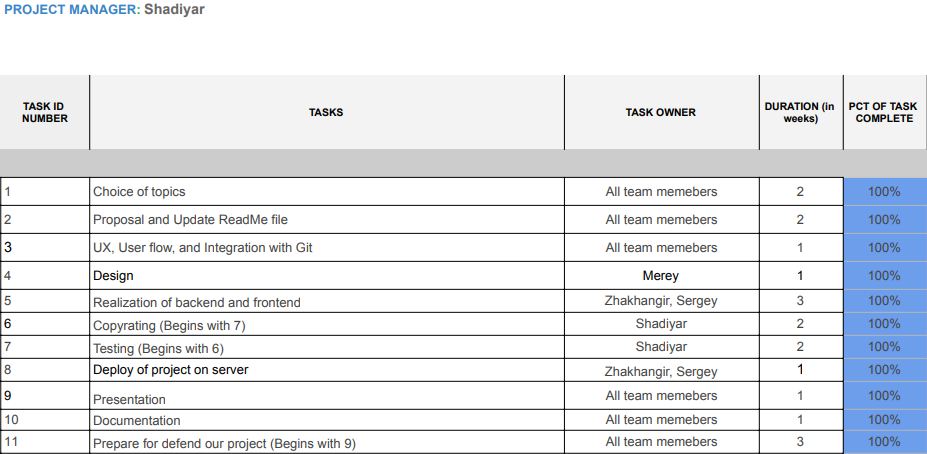 PROJECT MANAGER: Shadiyar
TASK ID NUMBER TASKS TASK OWNER DURATION (in weeks) PCT OF TASK COMPLETE
1 Choice of topics All team memebers 2 100%
2 Proposal and Update ReadMe file All team memebers 2 100%
3 UX, User flow, and Integration with Git All team memebers 1 100%
4 Design Merey 1 100%
5 Realization of backend and frontend Zhakhangir, Sergey 3 100%
6 Copyrating (Begins with 7) Shadiyar 2 100%
7 Testing (Begins with 6) Shadiyar 2 100%
8 Deploy of project on server Zhakhangir, Sergey 1 100%
9 Presentation All team memebers 1 100%
10 Documentation All team memebers 1 100%
11 Prepare for defend our project (Begins with 9) All team memebers 3 100%